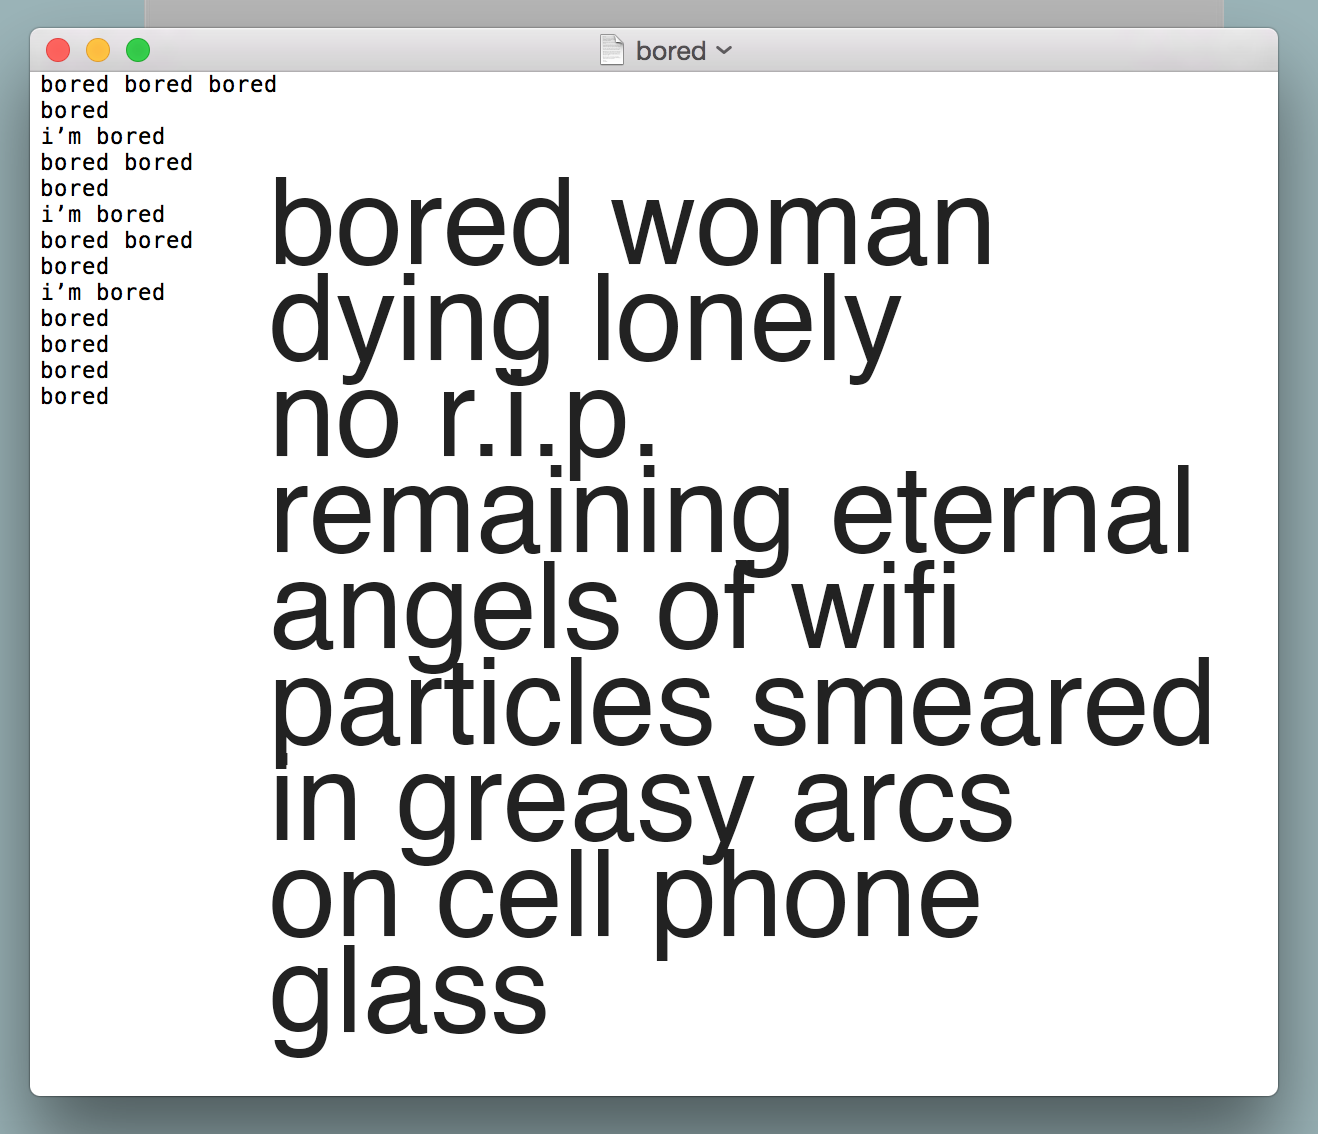 bored
bored bored bored
bored
i’m bored
bored bored
bored
i’m bored
bored bored
bored
i’m bored
bored
bored
bored
bored
bored woman
dying lonely
no r.i.p.
remaining eternal
angels of wifi
particles smeared
in greasy arcs
on cell phone
glass